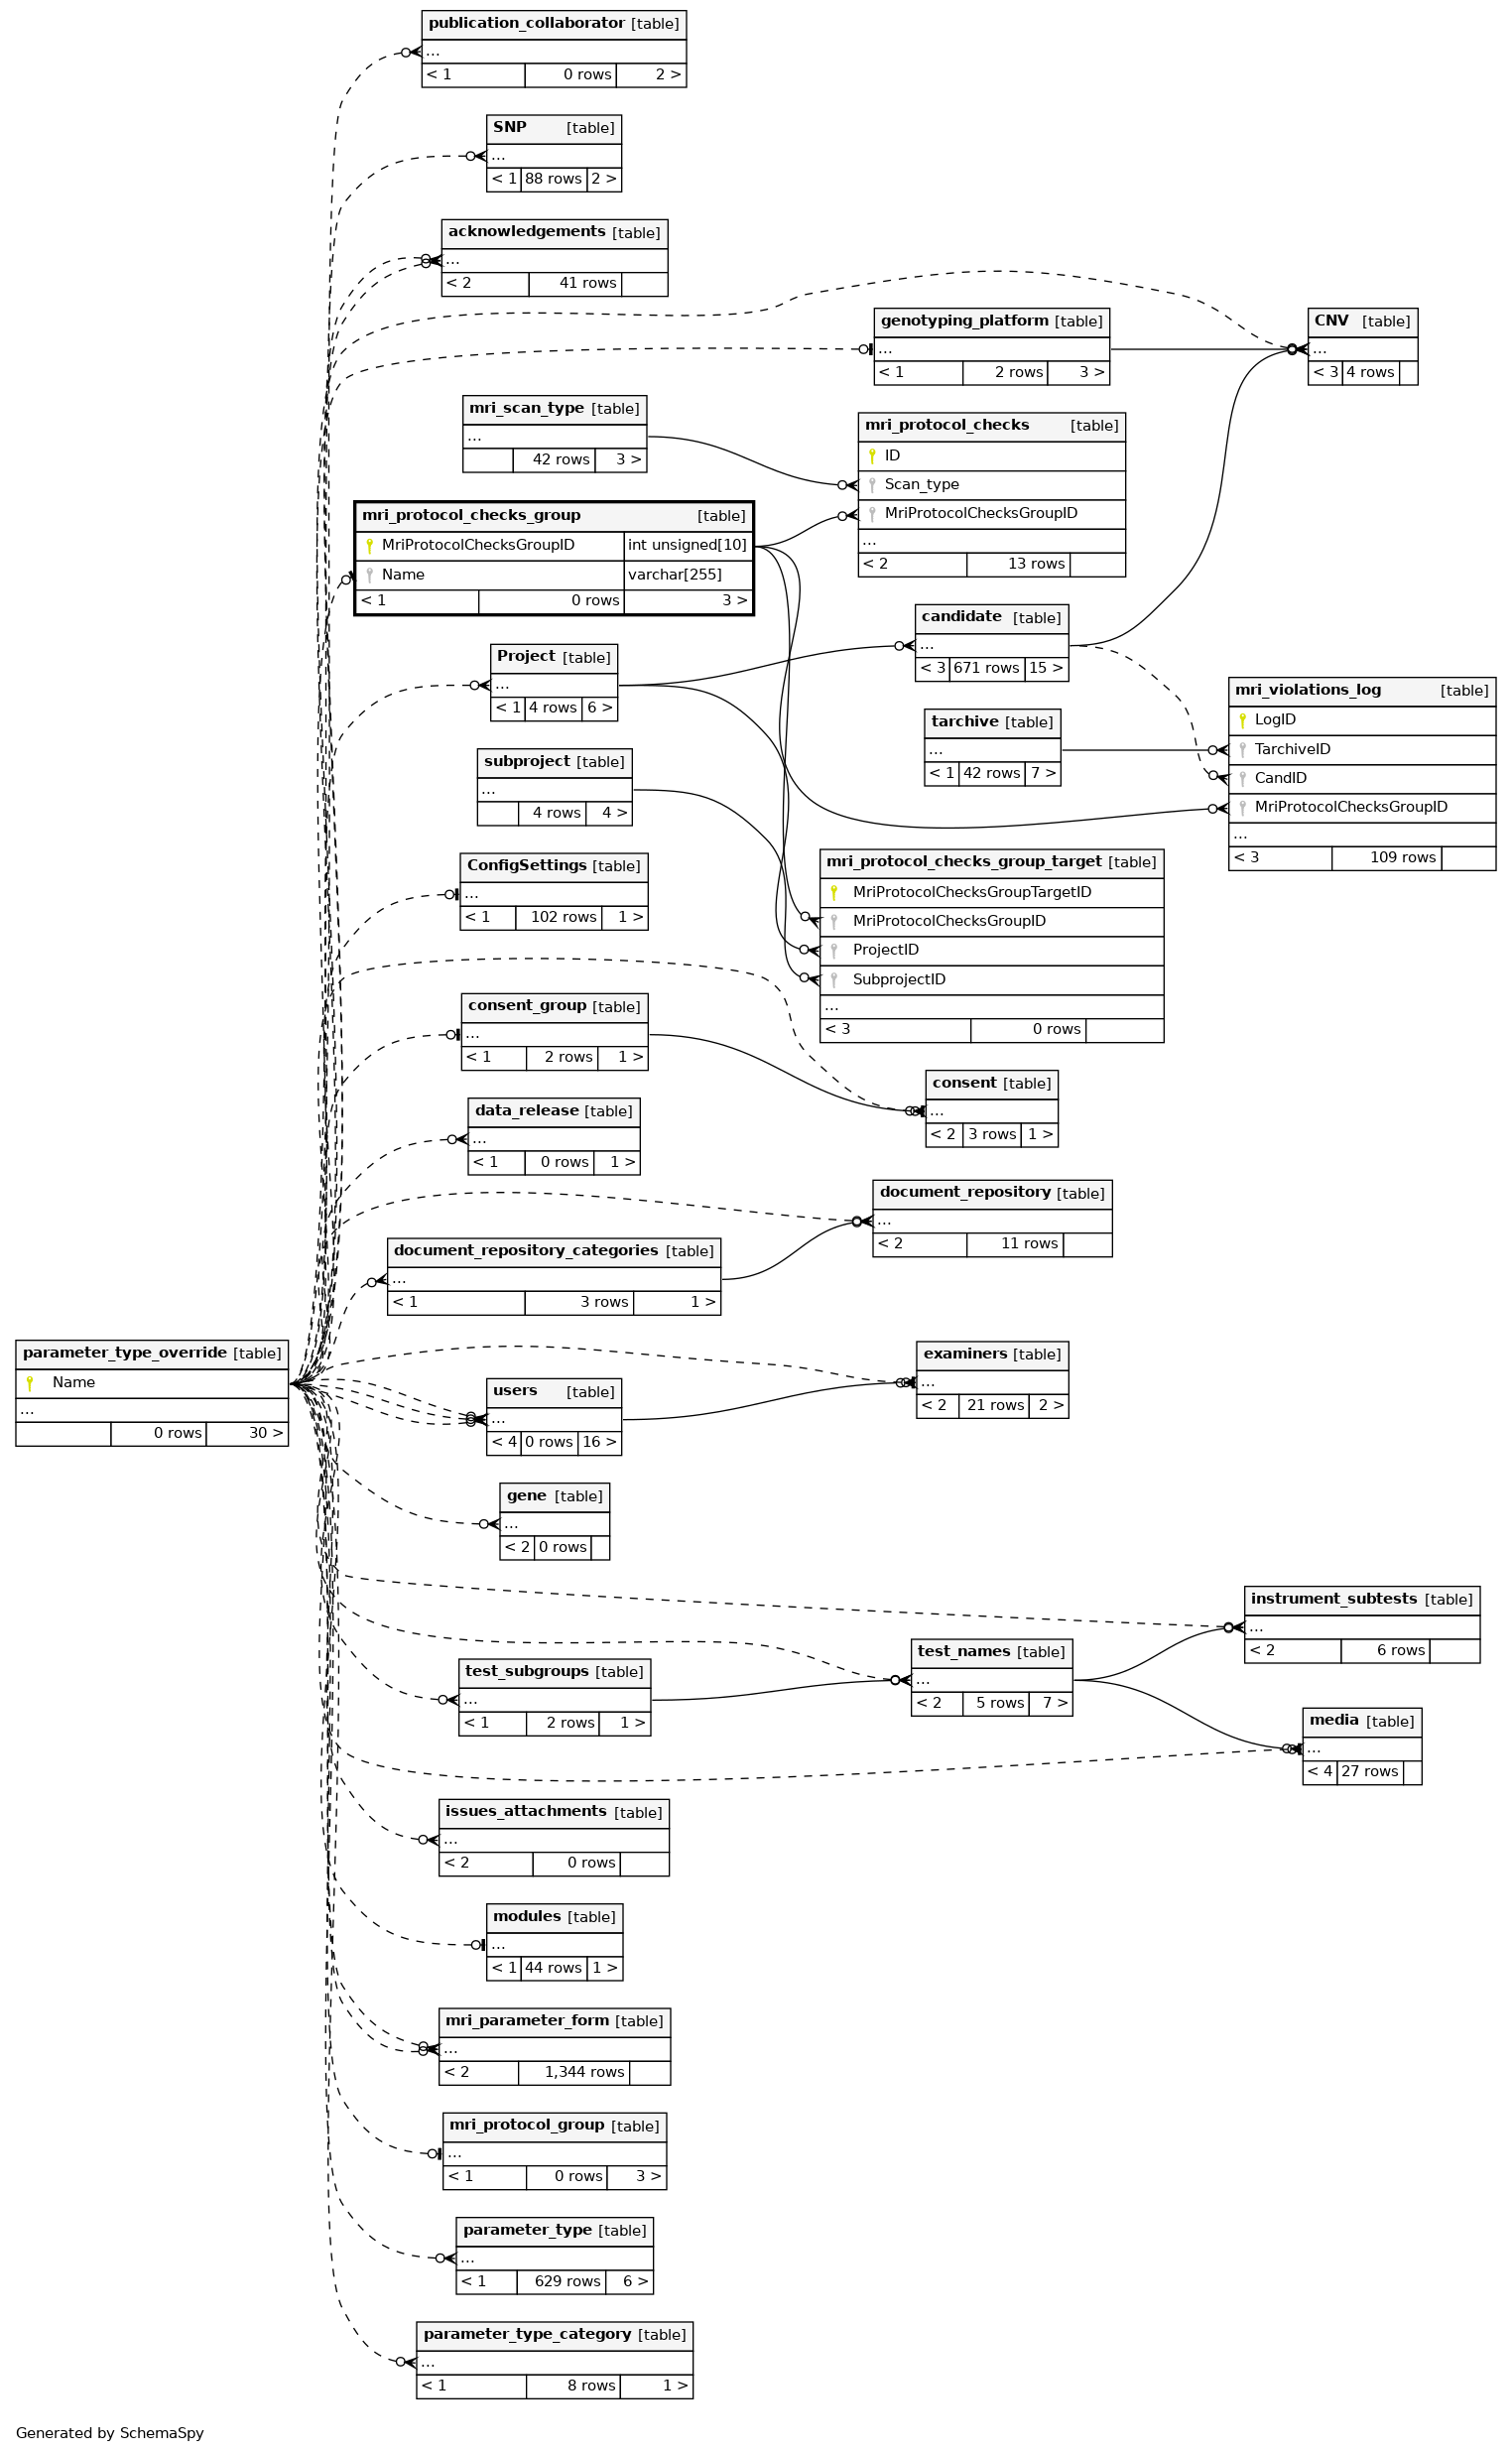 publication_collaborator [table]
...
< 1 0 rows 2 >
SNP [table]
...
< 1 88 rows 2 >
acknowledgements [table]
...
< 2 41 rows
genotyping_platform [table]
...
< 1 2 rows 3 >
CNV [table]
...
< 3 4 rows
mri_scan_type [table]
...
42 rows 3 >
mri_protocol_checks [table]
ID
Scan_type
MriProtocolChecksGroupID
...
< 2 13 rows
mri_protocol_checks_group [table]
MriProtocolChecksGroupID int unsigned[10]
Name varchar[255]
< 1 0 rows 3 >
candidate [table]
...
< 3 671 rows 15 >
Project [table]
...
< 1 4 rows 6 >
mri_violations_log [table]
LogID
TarchiveID
CandID
MriProtocolChecksGroupID
...
< 3 109 rows
tarchive [table]
...
< 1 42 rows 7 >
subproject [table]
...
4 rows 4 >
mri_protocol_checks_group_target [table]
MriProtocolChecksGroupTargetID
MriProtocolChecksGroupID
ProjectID
SubprojectID
...
< 3 0 rows
ConfigSettings [table]
...
< 1 102 rows 1 >
consent_group [table]
...
< 1 2 rows 1 >
consent [table]
...
< 2 3 rows 1 >
data_release [table]
...
< 1 0 rows 1 >
document_repository [table]
...
< 2 11 rows
document_repository_categories [table]
...
< 1 3 rows 1 >
parameter_type_override [table]
Name
...
0 rows 30 >
examiners [table]
...
< 2 21 rows 2 >
users [table]
...
< 4 0 rows 16 >
gene [table]
...
< 2 0 rows
instrument_subtests [table]
...
< 2 6 rows
test_names [table]
...
< 2 5 rows 7 >
test_subgroups [table]
...
< 1 2 rows 1 >
media [table]
...
< 4 27 rows
issues_attachments [table]
...
< 2 0 rows
modules [table]
...
< 1 44 rows 1 >
mri_parameter_form [table]
...
< 2 1,344 rows
mri_protocol_group [table]
...
< 1 0 rows 3 >
parameter_type [table]
...
< 1 629 rows 6 >
parameter_type_category [table]
...
< 1 8 rows 1 >
Generated by SchemaSpy